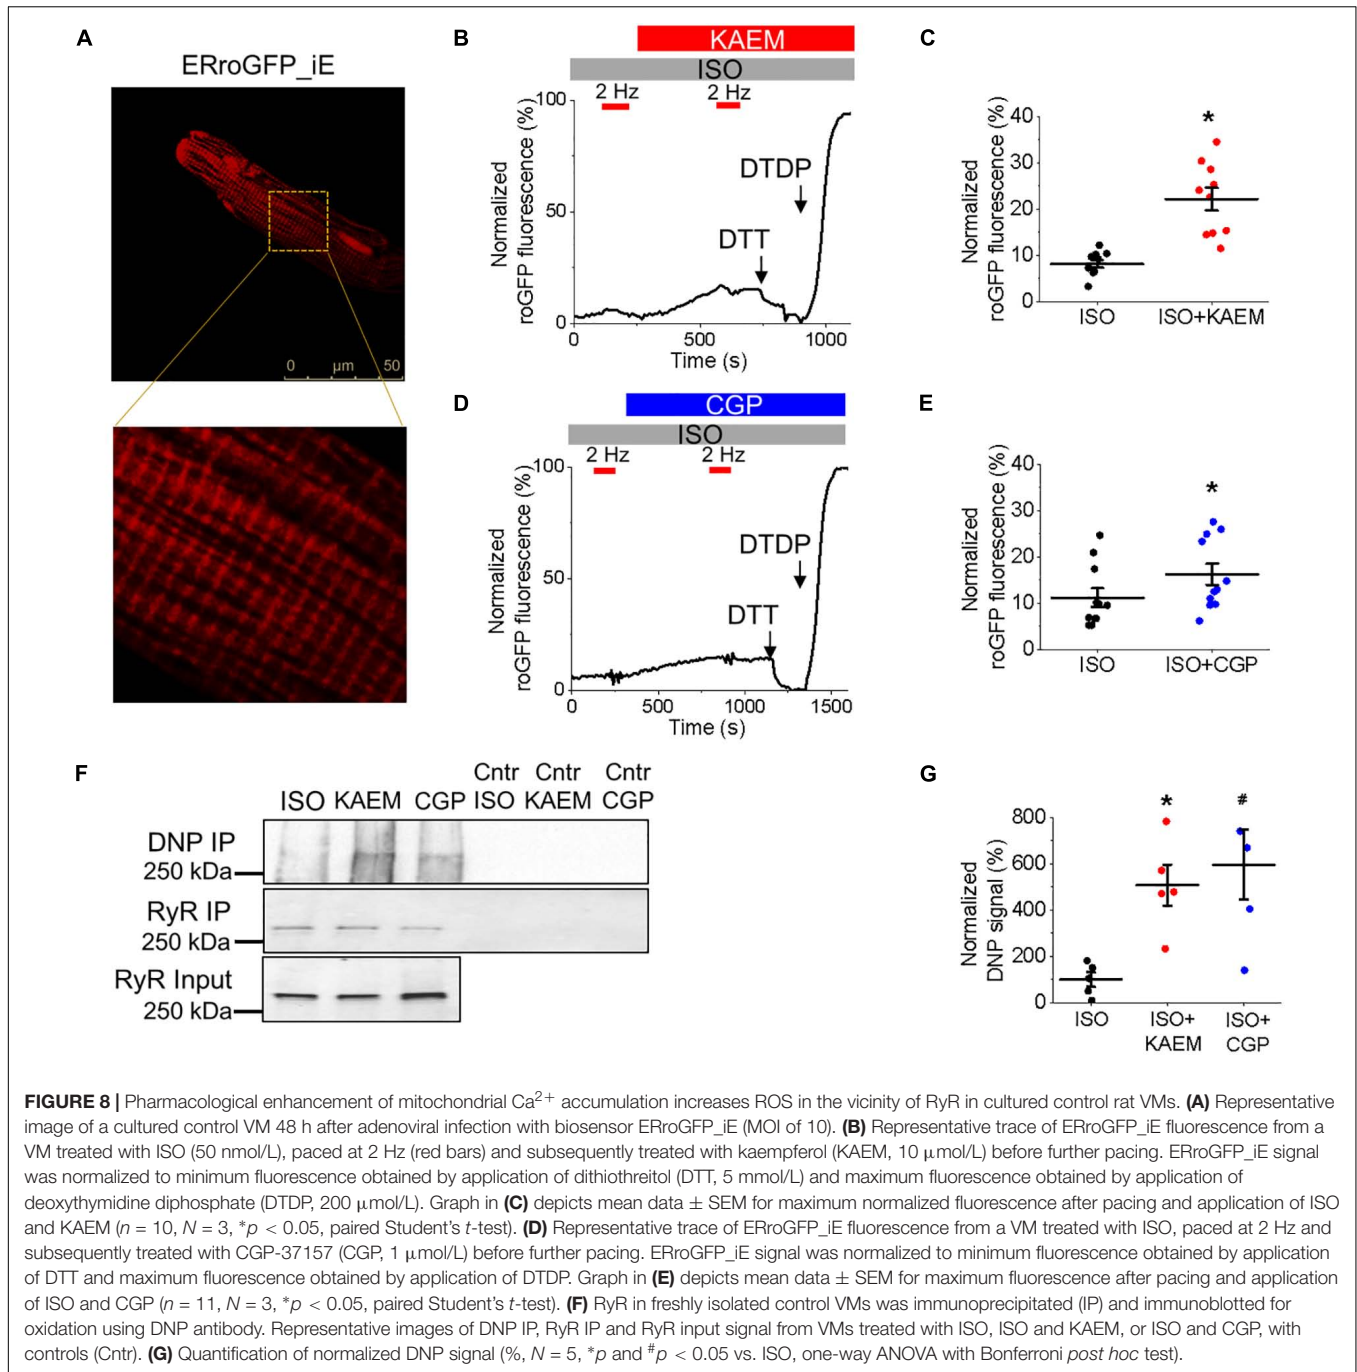 A
ERroGFP_iE
0 µm 50
B
KAEM
ISO
2 Hz 2 Hz
Normalized
roGFP fluorescence (%)
100
50
0
DTDP
DTT
0 500 1000
Time (s)
C
Normalized
roGFP fluorescence (%)
40
30
20
10
0
*
ISO ISO+KAEM
D
CGP
ISO
2 Hz 2 Hz
Normalized
roGFP fluorescence (%)
100
50
0
DTDP
DTT
0 500 1000 1500
Time (s)
E
Normalized
roGFP fluorescence (%)
40
30
20
10
0
*
ISO ISO+CGP
F
Cntr Cntr Cntr
ISO KAEM CGP ISO KAEM CGP
DNP IP
250 kDa
RyR IP
250 kDa
RyR Input
250 kDa
G
Normalized
DNP signal (%)
800
600
400
200
0
* #
ISO ISO+ ISO+
KAEM CGP
FIGURE 8 | Pharmacological enhancement of mitochondrial Ca²⁺ accumulation increases ROS in the vicinity of RyR in cultured control rat VMs. (A) Representative
image of a cultured control VM 48 h after adenoviral infection with biosensor ERroGFP_iE (MOI of 10). (B) Representative trace of ERroGFP_iE fluorescence from a
VM treated with ISO (50 nmol/L), paced at 2 Hz (red bars) and subsequently treated with kaempferol (KAEM, 10 µmol/L) before further pacing. ERroGFP_iE signal
was normalized to minimum fluorescence obtained by application of dithiothreitol (DTT, 5 mmol/L) and maximum fluorescence obtained by application of
deoxythymidine diphosphate (DTDP, 200 µmol/L). Graph in (C) depicts mean data ± SEM for maximum normalized fluorescence after pacing and application of ISO
and KAEM (n = 10, N = 3, *p < 0.05, paired Student's t-test). (D) Representative trace of ERroGFP_iE fluorescence from a VM treated with ISO, paced at 2 Hz and
subsequently treated with CGP-37157 (CGP, 1 µmol/L) before further pacing. ERroGFP_iE signal was normalized to minimum fluorescence obtained by application
of DTT and maximum fluorescence obtained by application of DTDP. Graph in (E) depicts mean data ± SEM for maximum fluorescence after pacing and application
of ISO and CGP (n = 11, N = 3, *p < 0.05, paired Student's t-test). (F) RyR in freshly isolated control VMs was immunoprecipitated (IP) and immunoblotted for
oxidation using DNP antibody. Representative images of DNP IP, RyR IP and RyR input signal from VMs treated with ISO, ISO and KAEM, or ISO and CGP, with
controls (Cntr). (G) Quantification of normalized DNP signal (%, N = 5, *p and #p < 0.05 vs. ISO, one-way ANOVA with Bonferroni post hoc test).